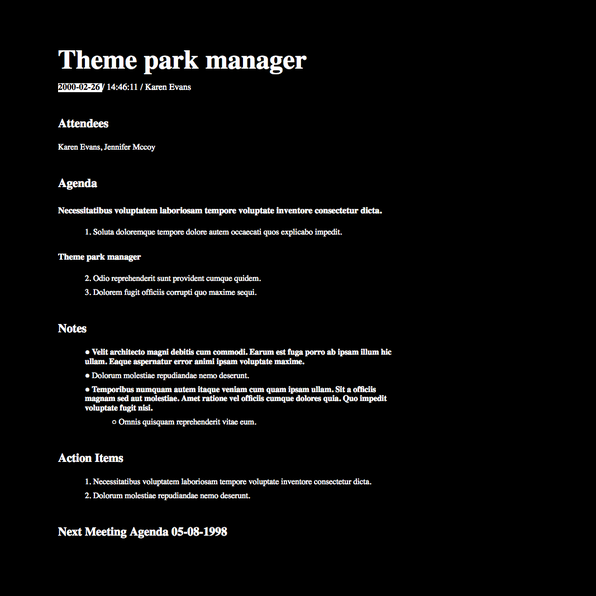 Theme park manager
2000-02-26 / 14:46:11 / Karen Evans
Attendees
Karen Evans, Jennifer Mccoy
Agenda
Necessitatibus voluptatem laboriosam tempore voluptate inventore consectetur dicta.
1. Soluta doloremque tempore dolore autem occaecati quos explicabo impedit.
Theme park manager
2. Odio reprehenderit sunt provident cumque quidem.
3. Dolorem fugit officiis corrupti quo maxime sequi.
Notes
● Velit architecto magni debitis cum commodi. Earum est fuga porro ab ipsam illum hic
ullam. Eaque aspernatur error animi ipsam voluptate maxime.
● Dolorum molestiae repudiandae nemo deserunt.
● Temporibus numquam autem itaque veniam cum quam ipsam ullam. Sit a officiis
magnam sed aut molestiae. Amet ratione vel officiis cumque dolores quia. Quo impedit
voluptate fugit nisi.
○ Omnis quisquam reprehenderit vitae eum.
Action Items
1. Necessitatibus voluptatem laboriosam tempore voluptate inventore consectetur dicta.
2. Dolorum molestiae repudiandae nemo deserunt.
Next Meeting Agenda 05-08-1998